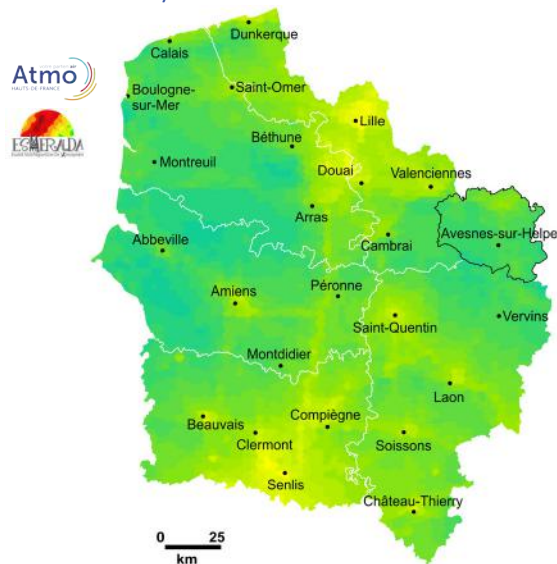 Dunkerque
Calais
Atmo
HAUTS DE FRANCE
Boulogne-
sur-Mer
Saint-Omer
Lille
ESMERALDA
Béthune
Montreuil
Douai
Valenciennes
Arras
Avesnes-sur-Helpe
Cambrai
Abbeville
Péronne
Amiens
Saint-Quentin
Vervins
Montdidier
Laon
Beauvais
Compiègne
Clermont
Soissons
Senlis
Château-Thierry
0 25
km